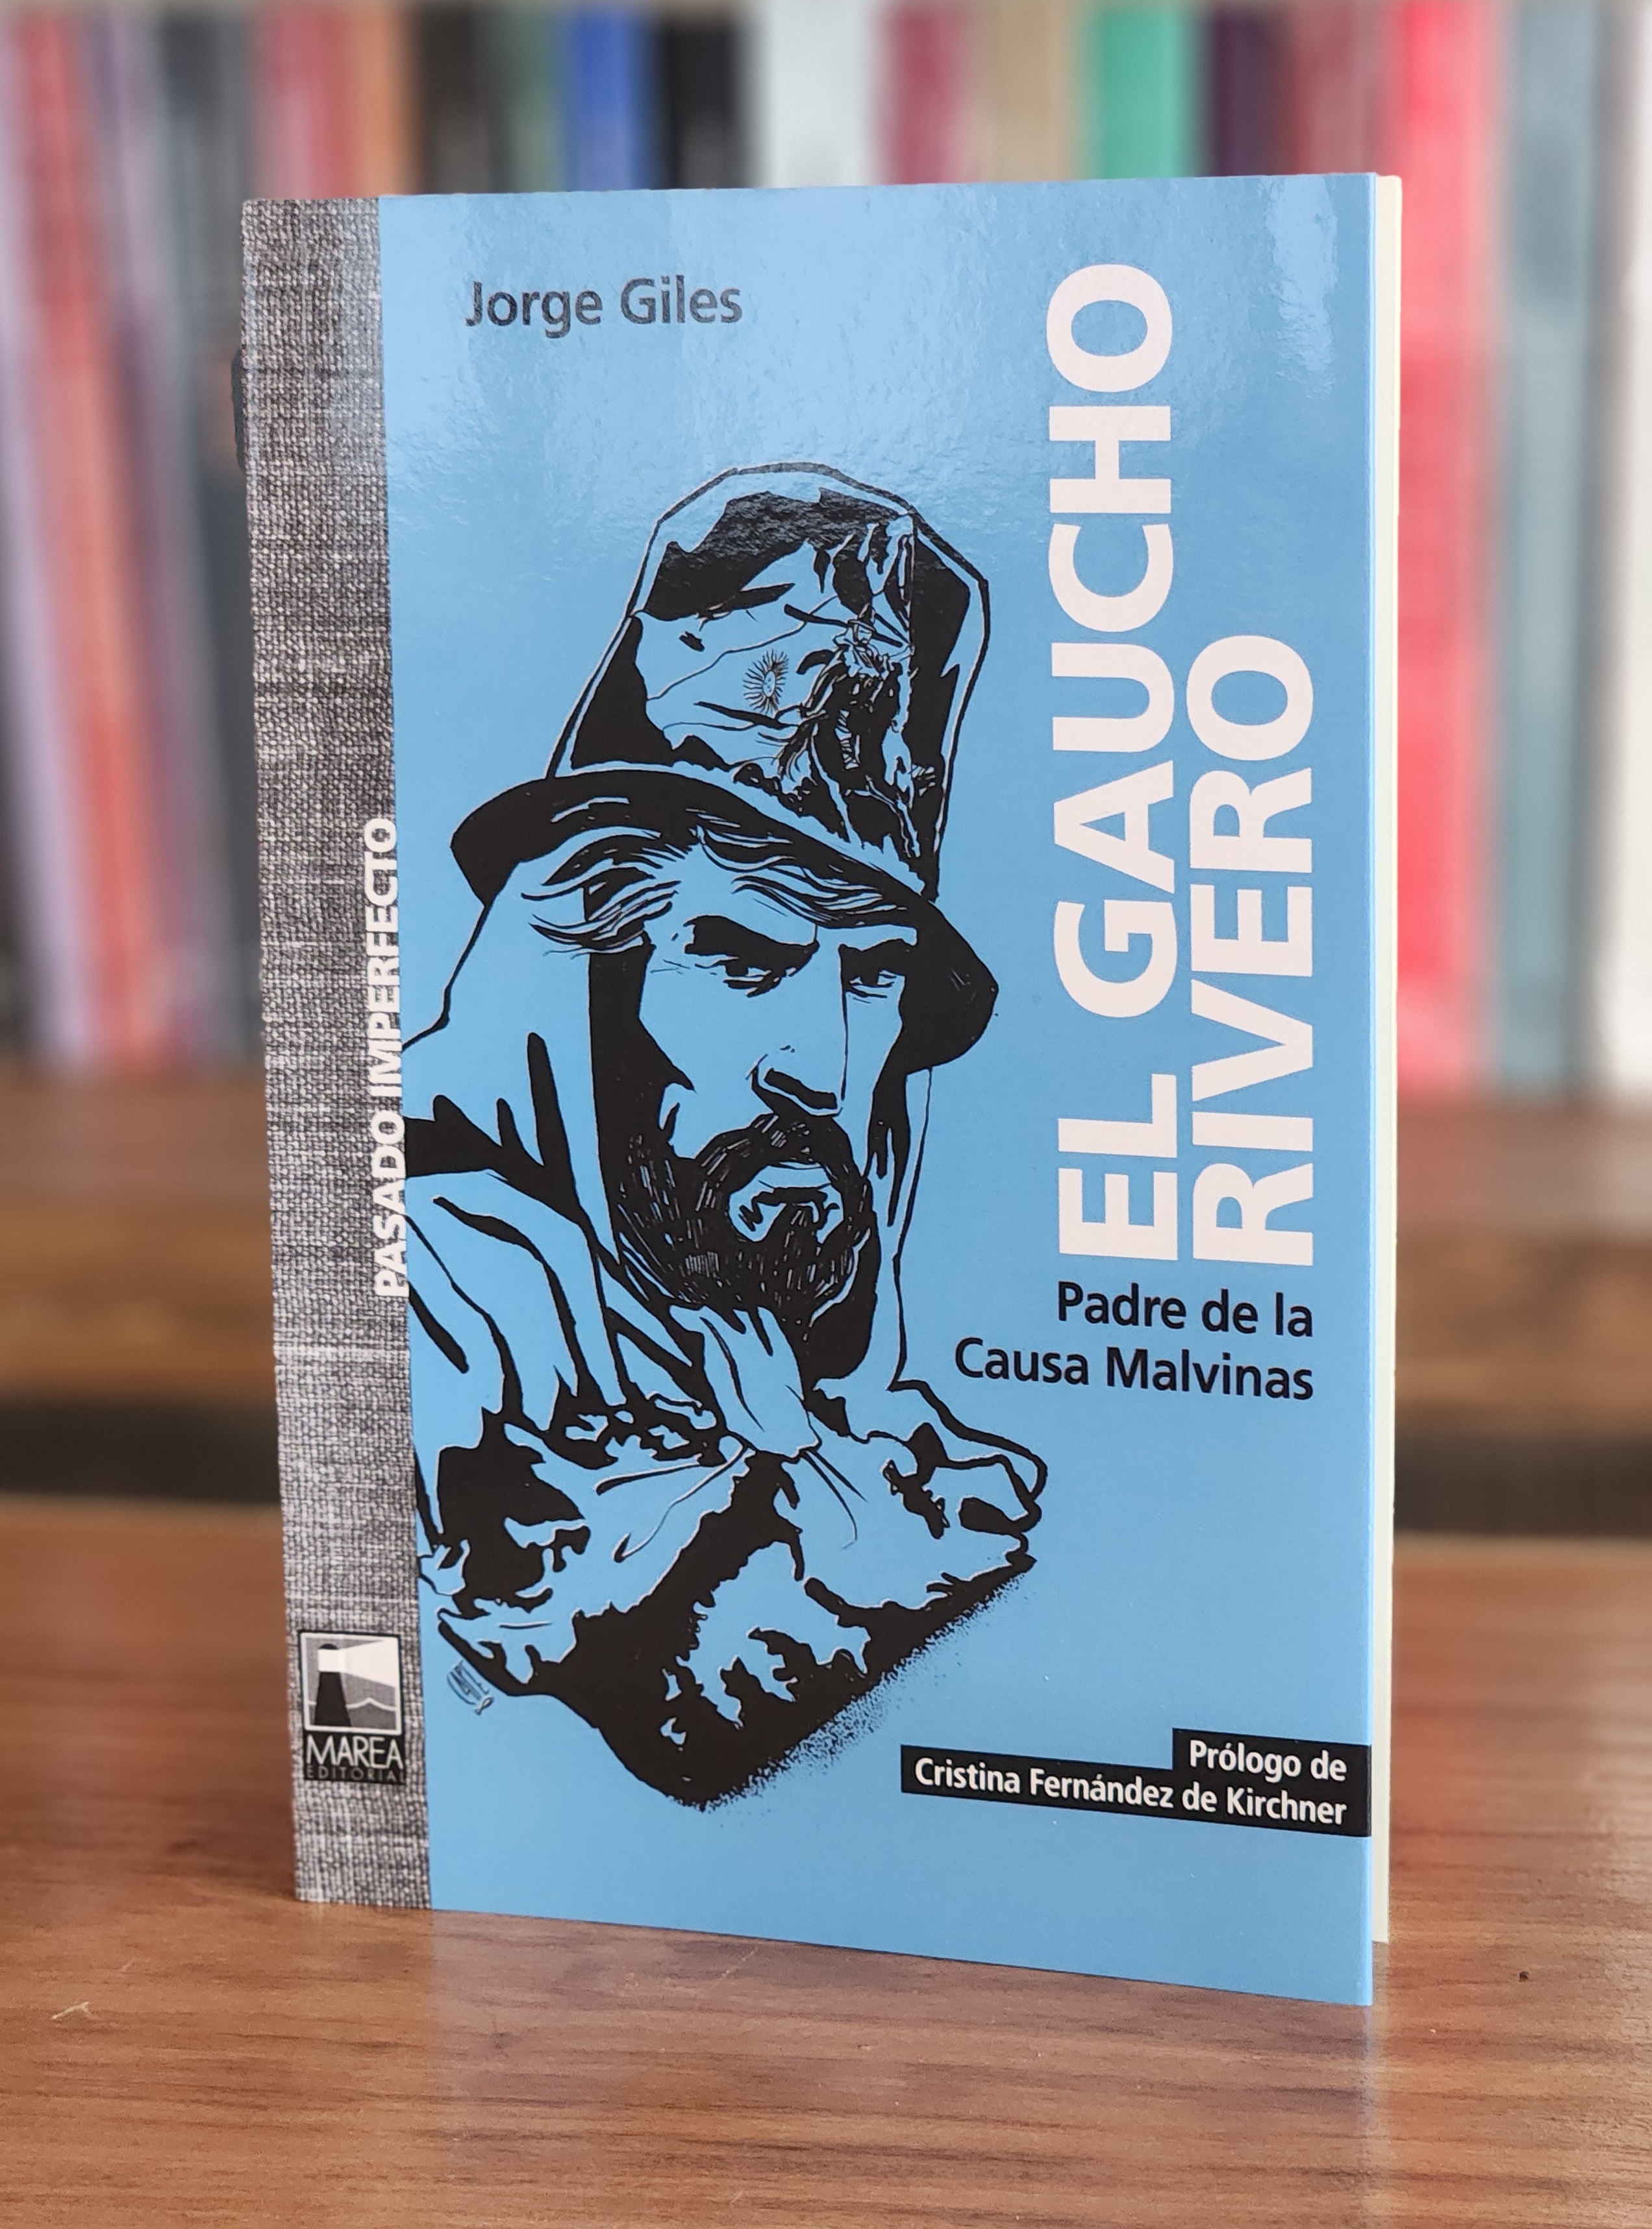 Jorge Giles
EL GAUCHO
RIVERO
Padre de la
Causa Malvinas
PASADO IMPERFECTO
MAREA
EDITORIAL
Prólogo de
Cristina Fernández de Kirchner